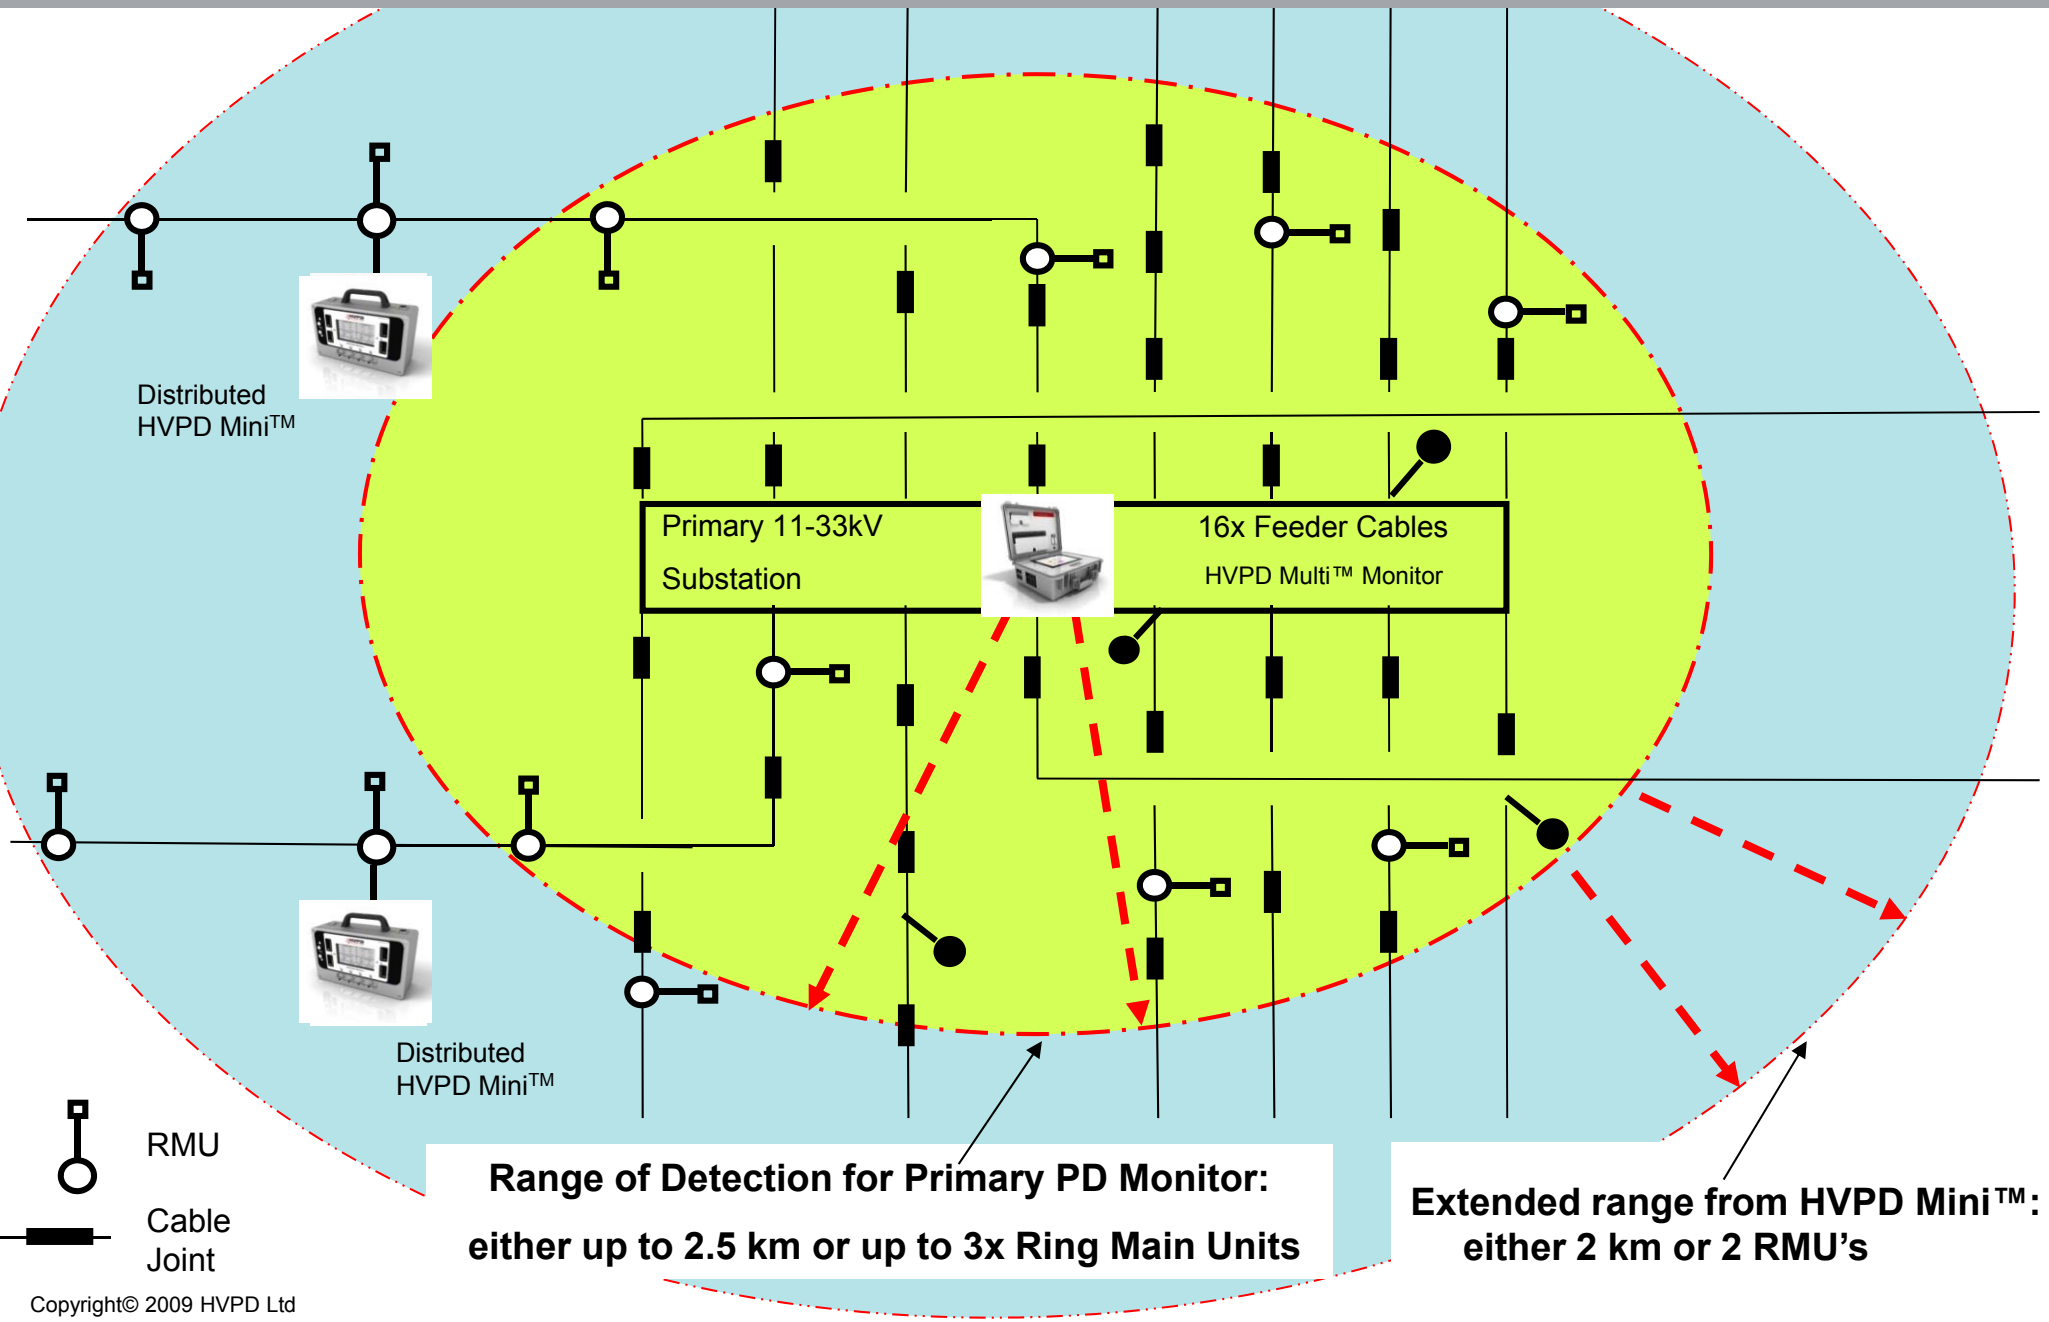 Distributed
HVPD Mini™
Primary 11-33kV
Substation
16x Feeder Cables
HVPD Multi™ Monitor
Distributed
HVPD Mini™
RMU
Cable
Joint
Range of Detection for Primary PD Monitor:
either up to 2.5 km or up to 3x Ring Main Units
Extended range from HVPD Mini™:
either 2 km or 2 RMU’s
Copyright© 2009 HVPD Ltd